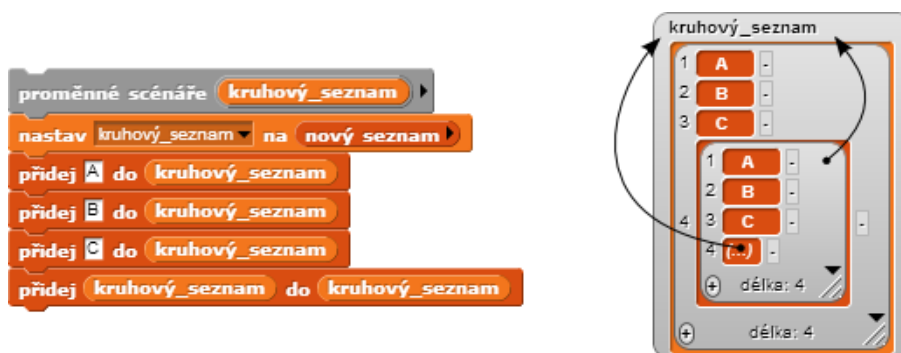 proměnné scénáře kruhový_seznam
nastav kruhový_seznam na nový seznam
přidej A do kruhový_seznam
přidej B do kruhový_seznam
přidej C do kruhový_seznam
přidej kruhový_seznam do kruhový_seznam
kruhový_seznam
1 A -
2 B -
3 C -
4
1 A -
2 B -
3 C -
4 (...) -
-
+ délka: 4
+ délka: 4